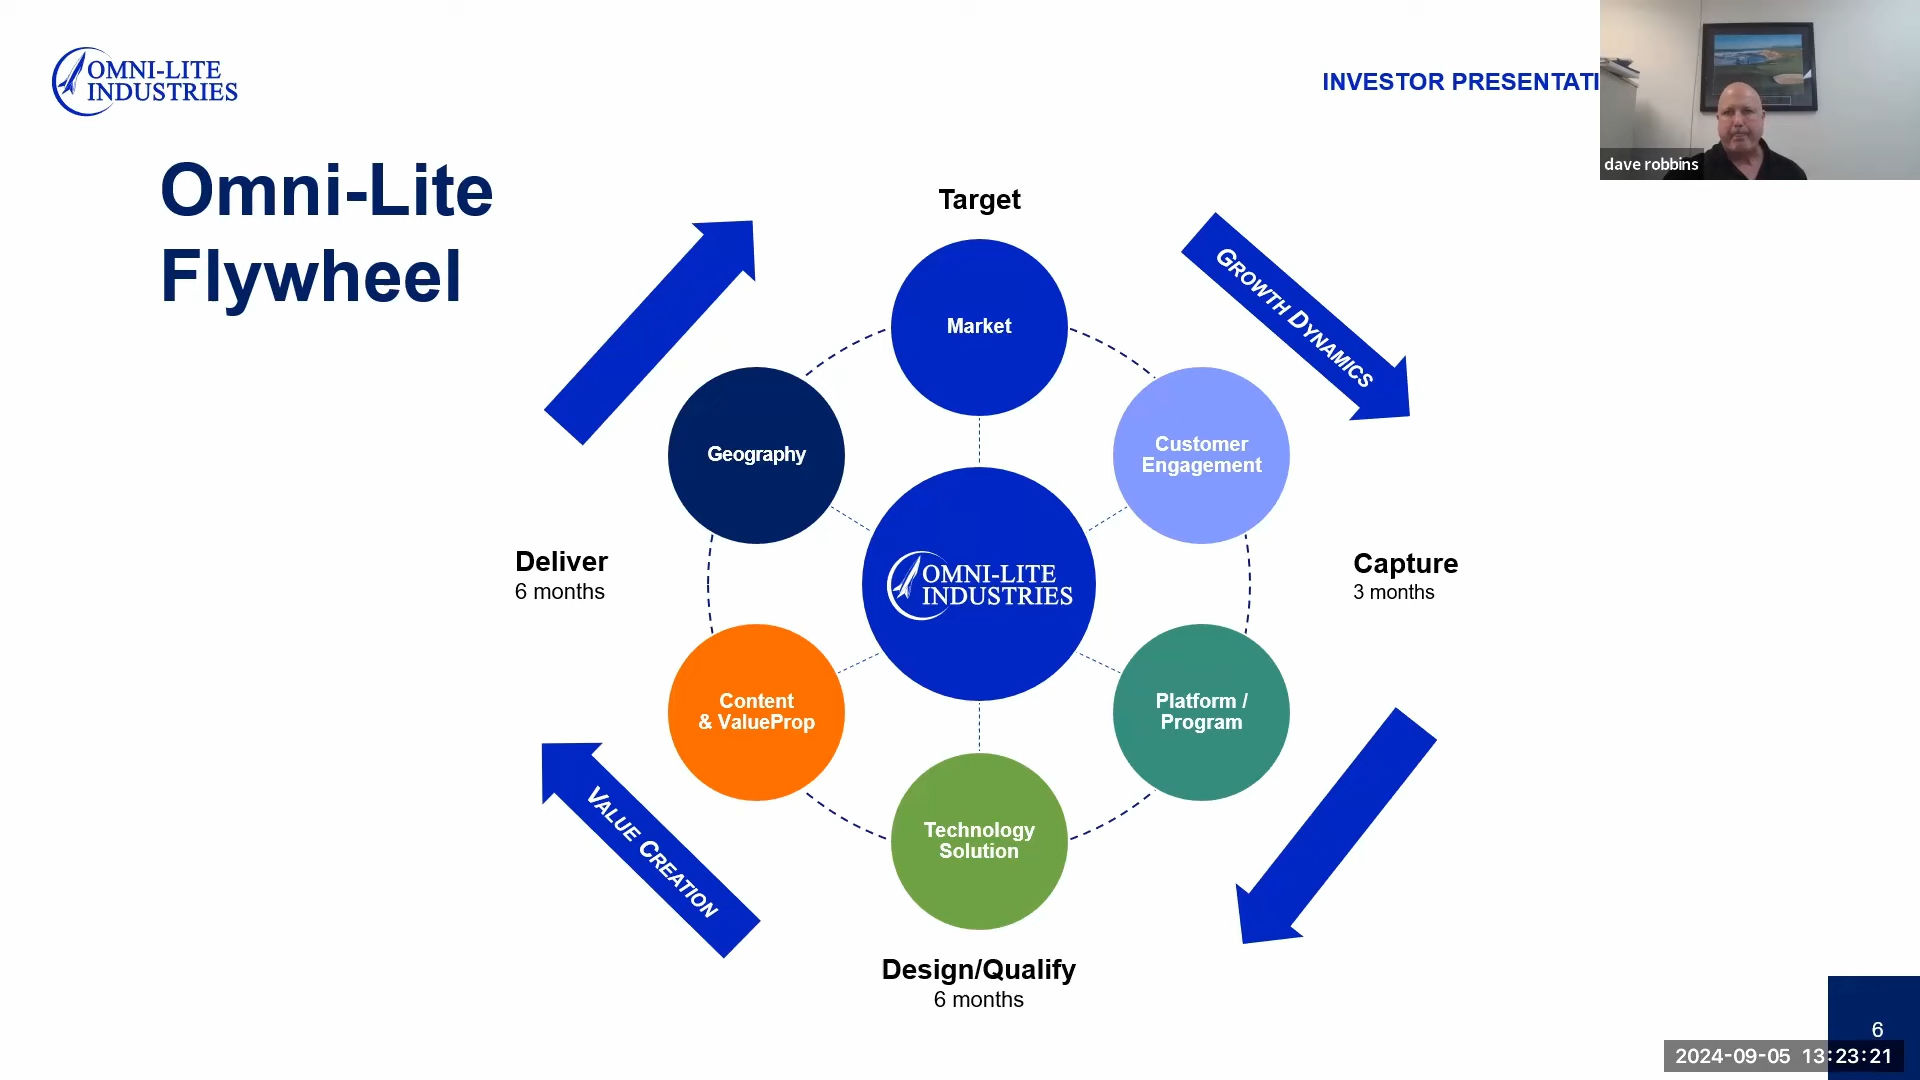 OMNI-LITE
INDUSTRIES
INVESTOR PRESENTATI
dave robbins
Omni-Lite
Flywheel
Target
Market
GROWTH DYNAMICS
Geography
Customer
Engagement
Deliver
6 months
OMNI-LITE
INDUSTRIES
Capture
3 months
Content
& ValueProp
Platform /
Program
VALUE CREATION
Technology
Solution
Design/Qualify
6 months
6
2024-09-05 13:23:21